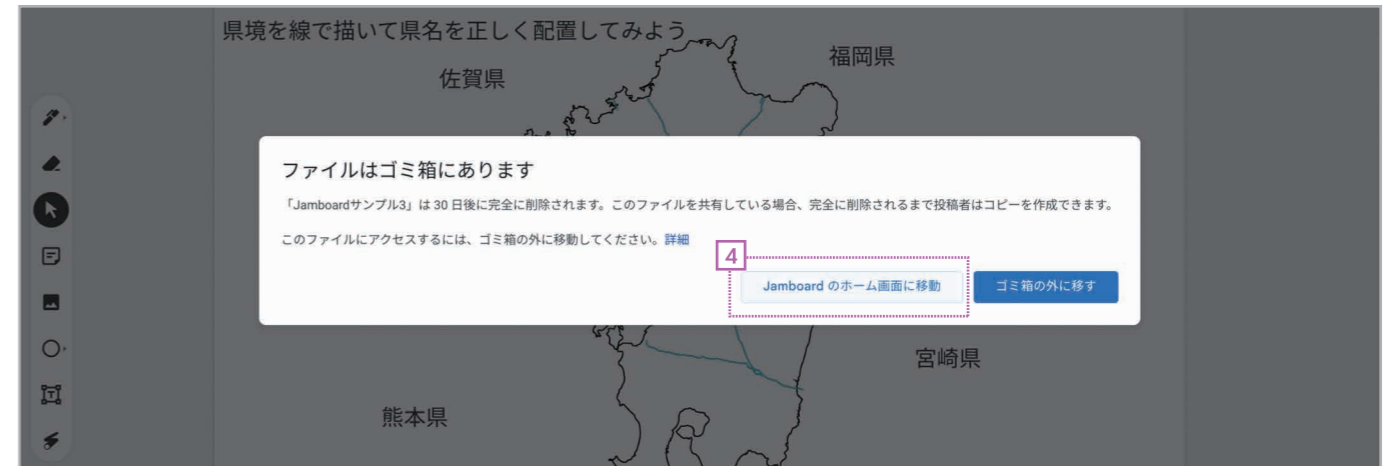 県境を線で描いて県名を正しく配置してみよう
福岡県
佐賀県
ファイルはゴミ箱にあります
「Jamboardサンプル3」は 30 日後に完全に削除されます。このファイルを共有している場合、完全に削除されるまで投稿者はコピーを作成できます。
このファイルにアクセスするには、ゴミ箱の外に移動してください。詳細
4
Jamboard のホーム画面に移動
ゴミ箱の外に移す
宮崎県
熊本県